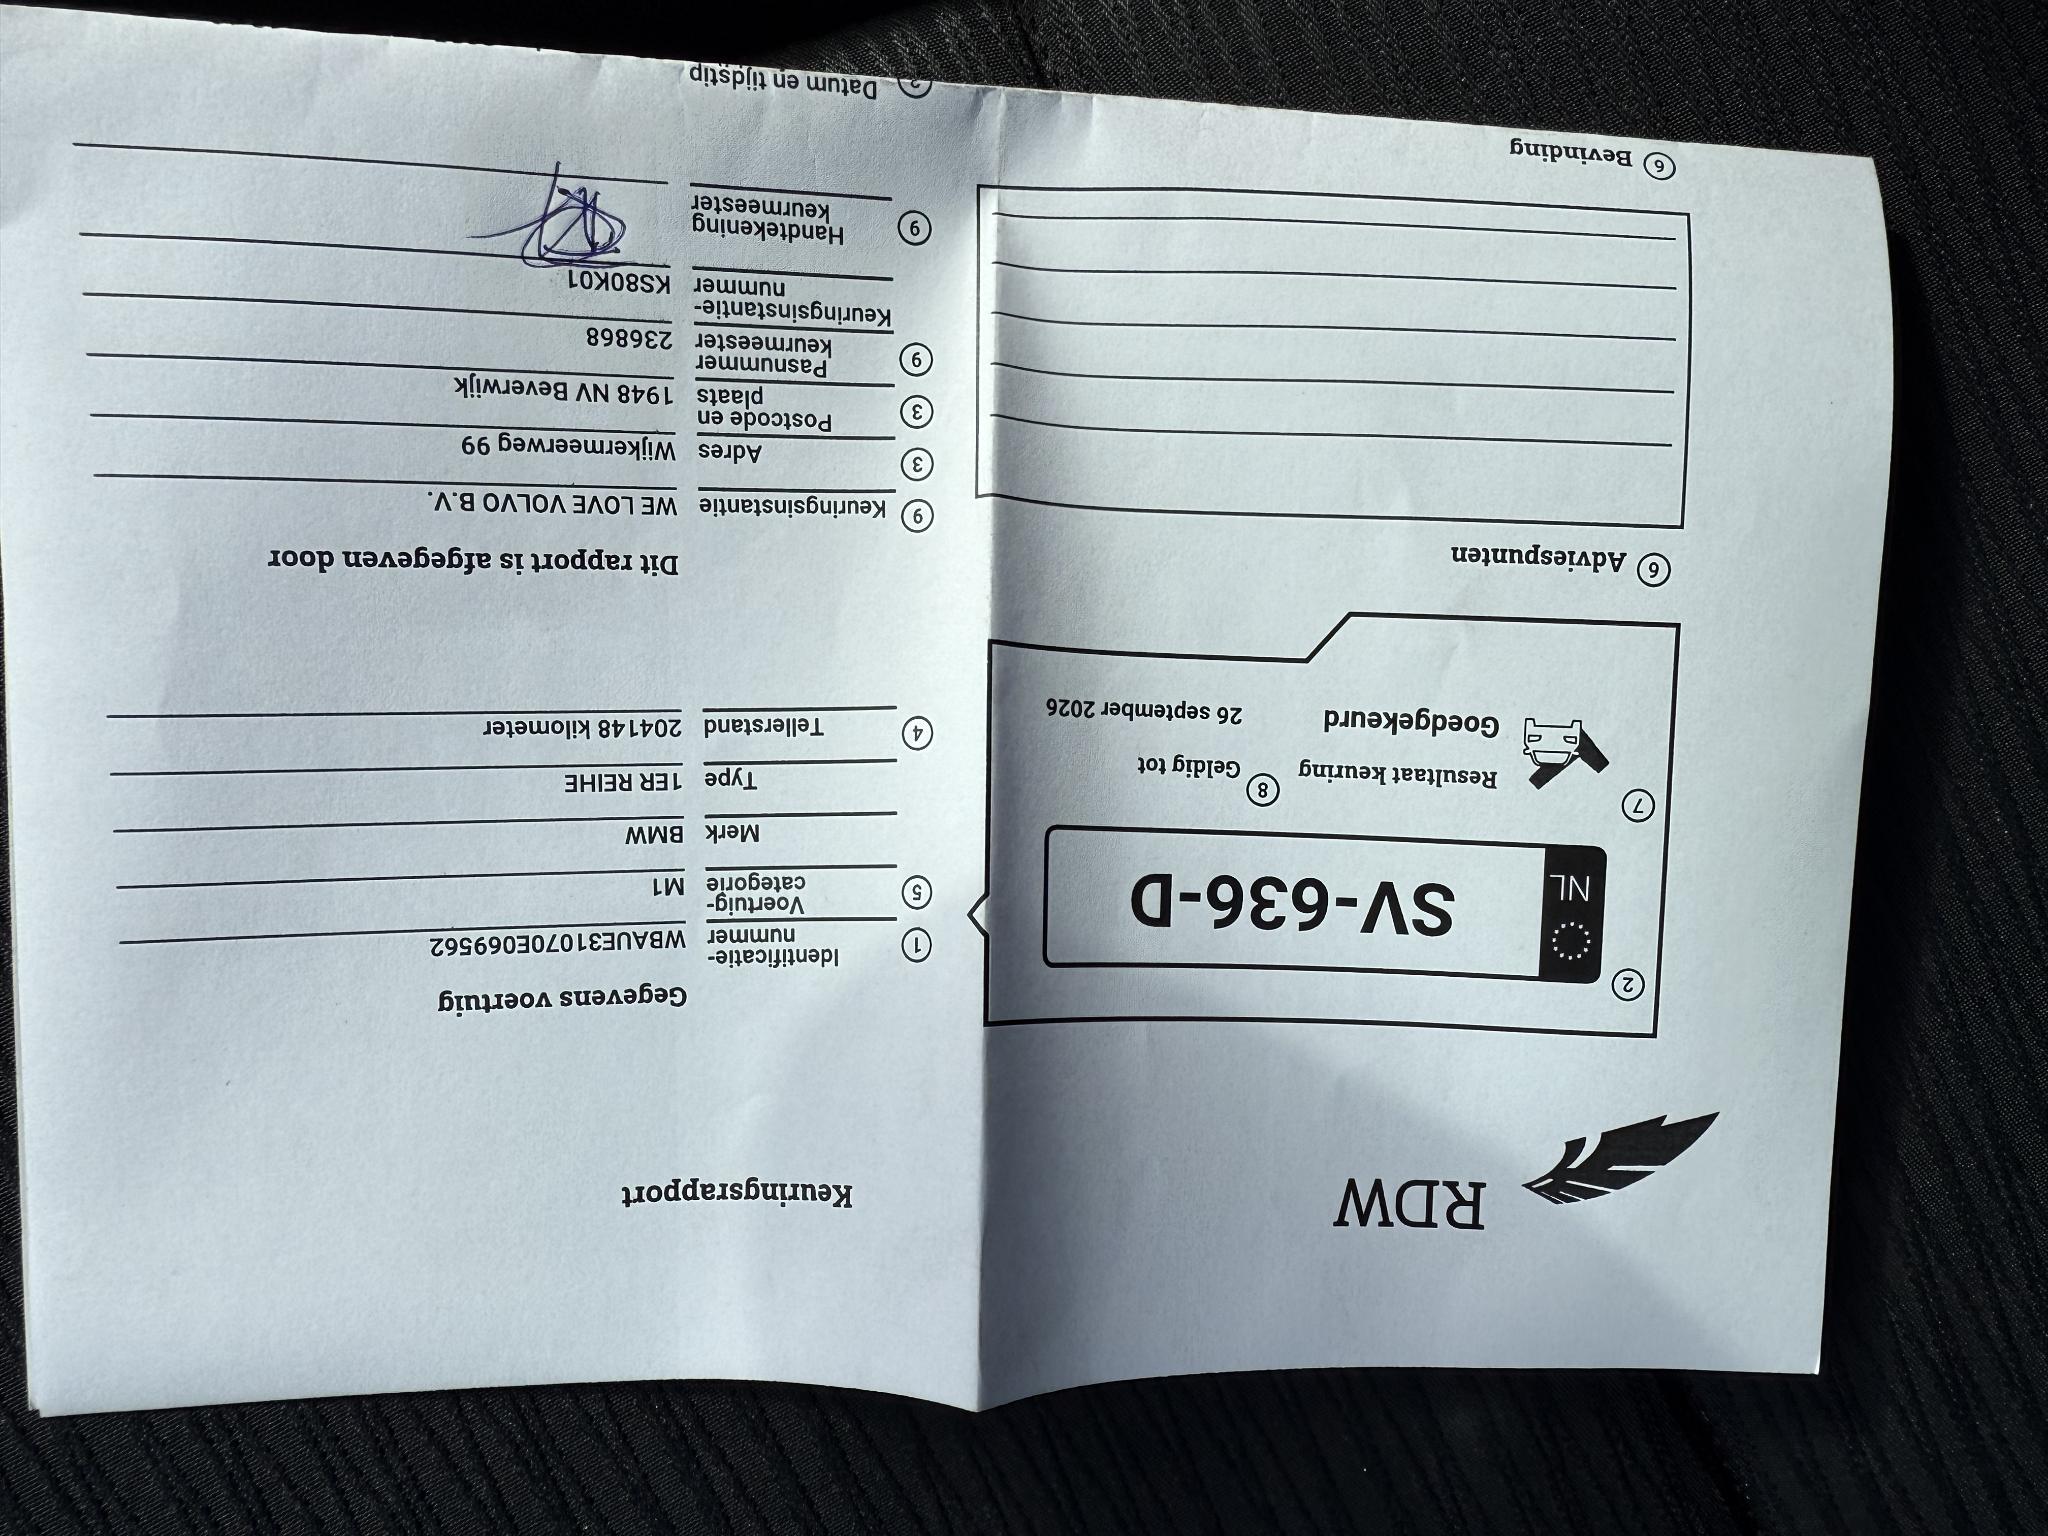 RDW
Keuringsrapport
2
NL
SV-636-D
7
Resultaat keuring
Goedgekeurd
8
Geldig tot
26 september 2026
6 Adviespunten
6 Bevinding
Gegevens voertuig
1 Identificatie-
nummer
WBAUE31070E069562
5 Voertuig-
categorie
M1
Merk BMW
Type 1ER REIHE
4 Tellerstand 204148 kilometer
Dit rapport is afgegeven door
9 Keuringsinstantie WE LOVE VOLVO B.V.
3 Adres Wijkermeerweg 99
3 Postcode en
plaats
1948 NV Beverwijk
9 Pasnummer
keurmeester
236868
Keuringsinstantie-
nummer
KS80K01
9 Handtekening
keurmeester
2 Datum en tijdstip